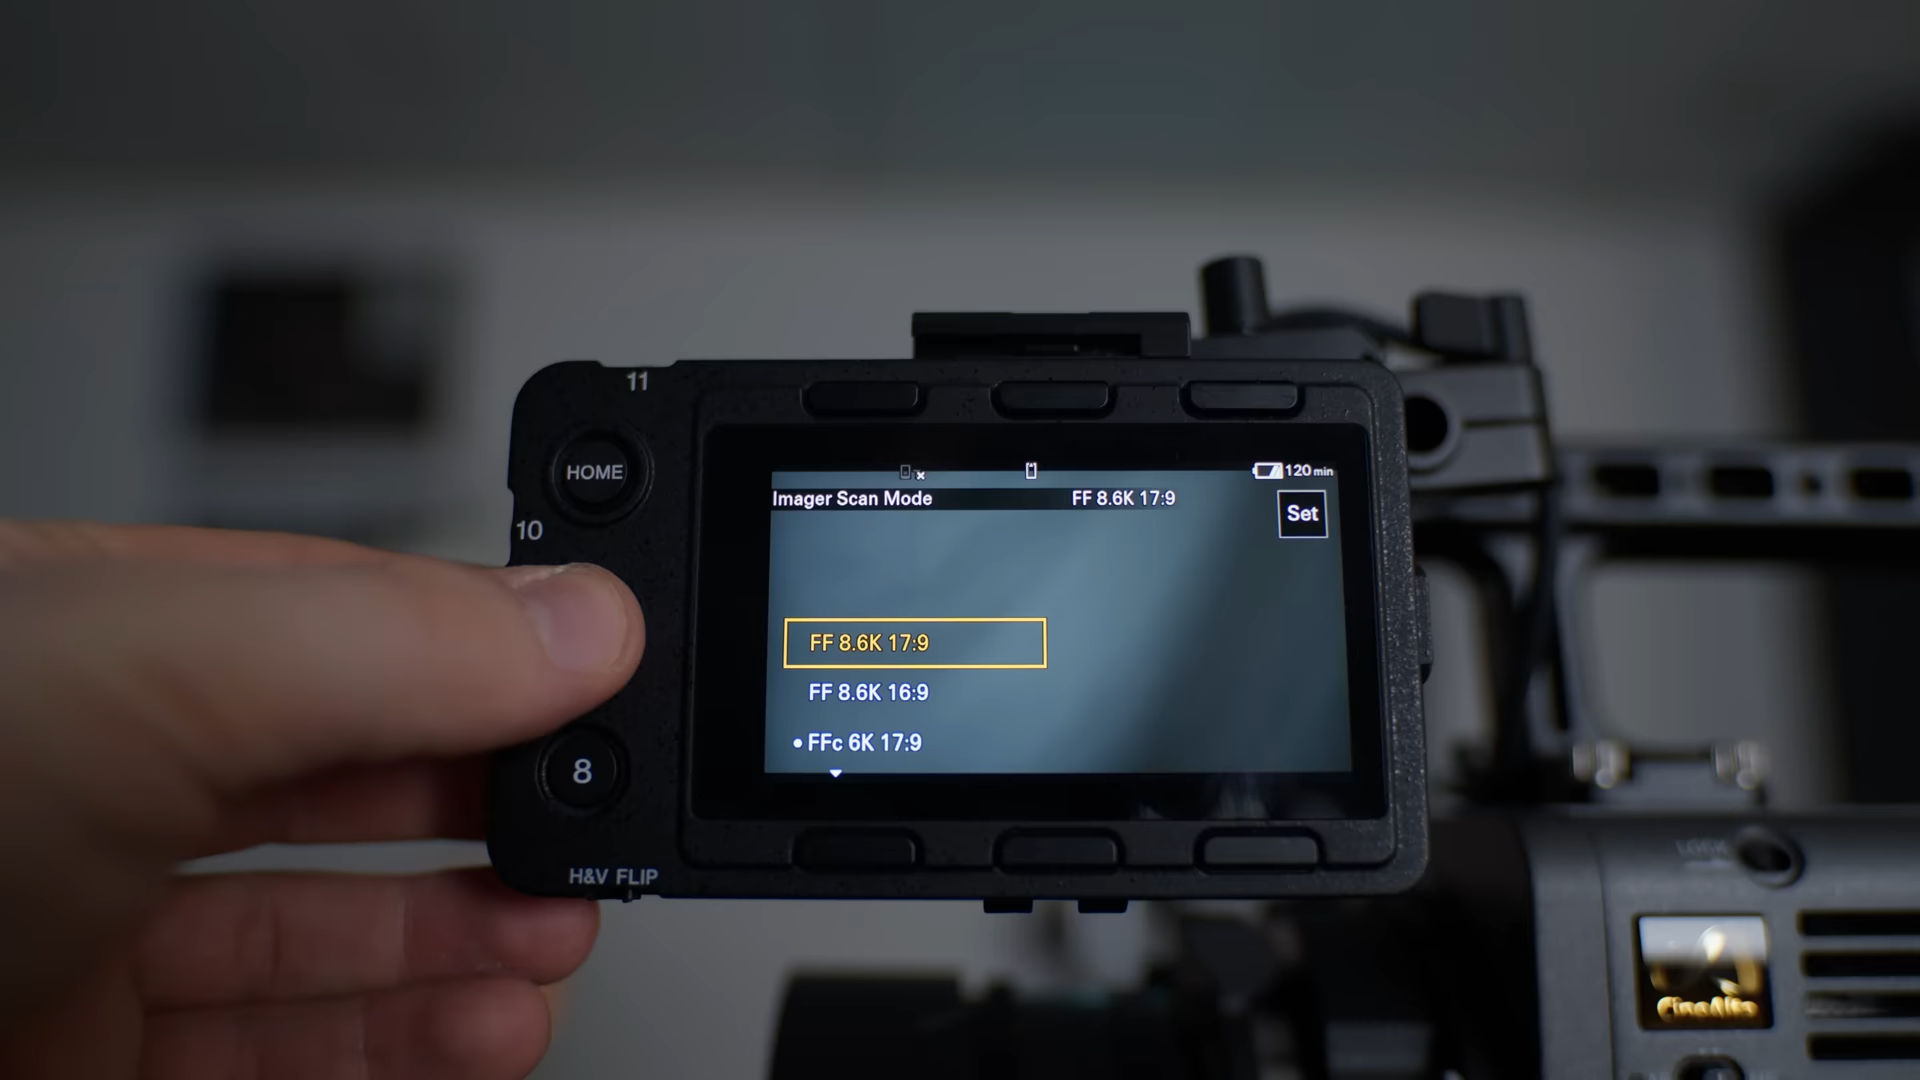 11
HOME
10
120 min
Imager Scan Mode FF 8.6K 17:9
Set
FF 8.6K 17:9
FF 8.6K 16:9
• FFc 6K 17:9
8
H&V FLIP
LOCK
CineAlta